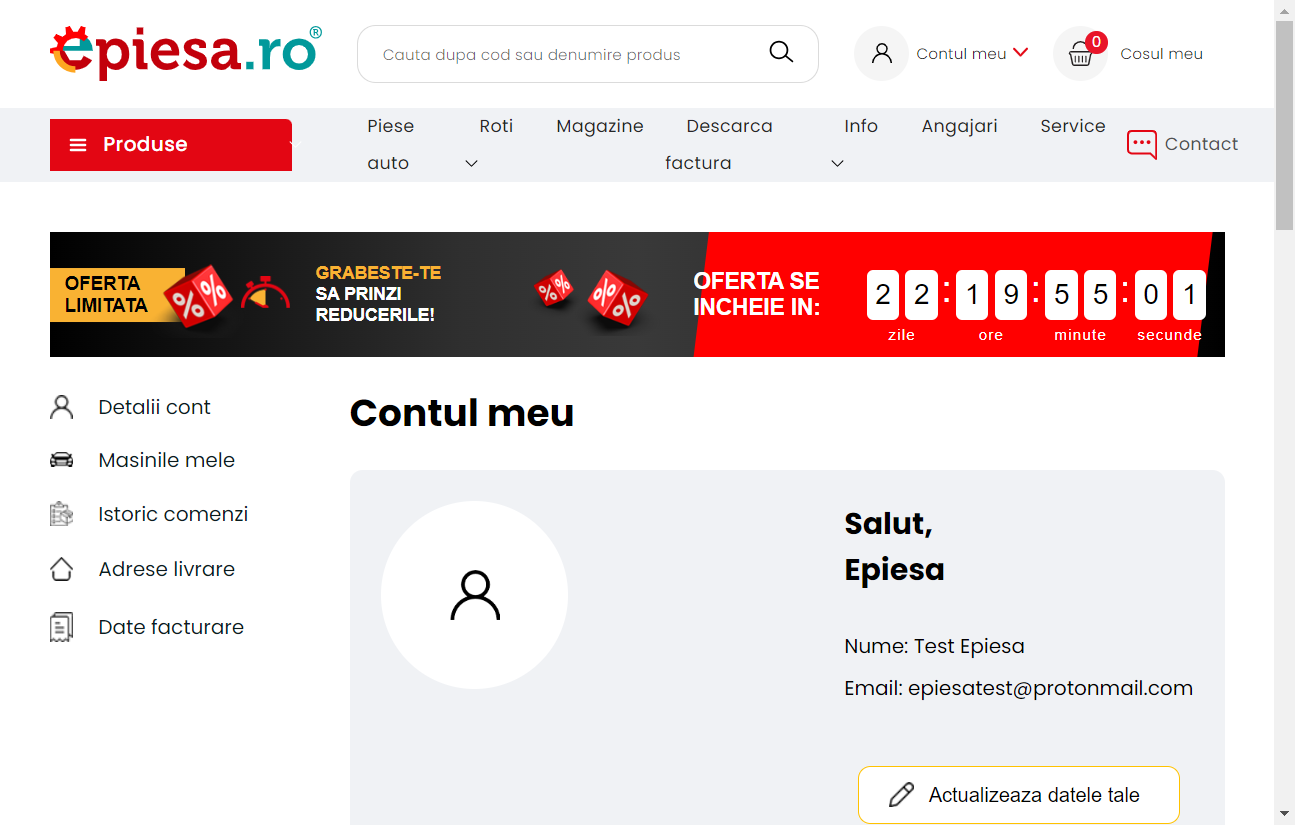 epiesa.ro®
Cauta dupa cod sau denumire produs
Contul meu
0
Cosul meu
Produse
Piese auto
Roti
Magazine
Descarca factura
Info
Angajari
Service
Contact
OFERTA
LIMITATA
%
%
%
GRABESTE-TE
SA PRINZI
REDUCERILE!
%
%
%
%
OFERTA SE
INCHEIE IN:
22:19:55:01
zile ore minute secunde
Detalii cont
Masinile mele
Istoric comenzi
Adrese livrare
Date facturare
Contul meu
Salut,
Epiesa
Nume: Test Epiesa
Email: epiesatest@protonmail.com
Actualizeaza datele tale